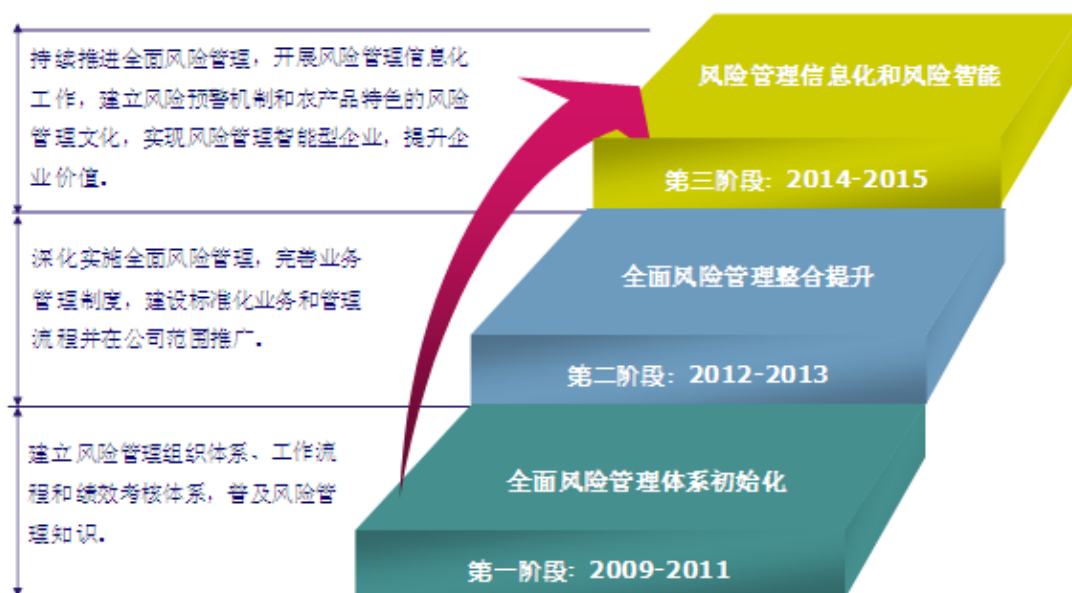 持续推进全面风险管理，开展风险管理信息化
工作，建立风险预警机制和农产品特色的风险
管理文化，实现风险管理智能型企业，提升企
业价值。
风险管理信息化和风险智能
第三阶段：2014-2015
深化实施全面风险管理，完善业务
管理制度，建设标准化业务和管理
流程并在公司范围推广。
全面风险管理整合提升
第二阶段：2012-2013
建立风险管理组织体系、工作流
程和绩效考核体系，普及风险管
理知识。
全面风险管理体系初始化
第一阶段：2009-2011